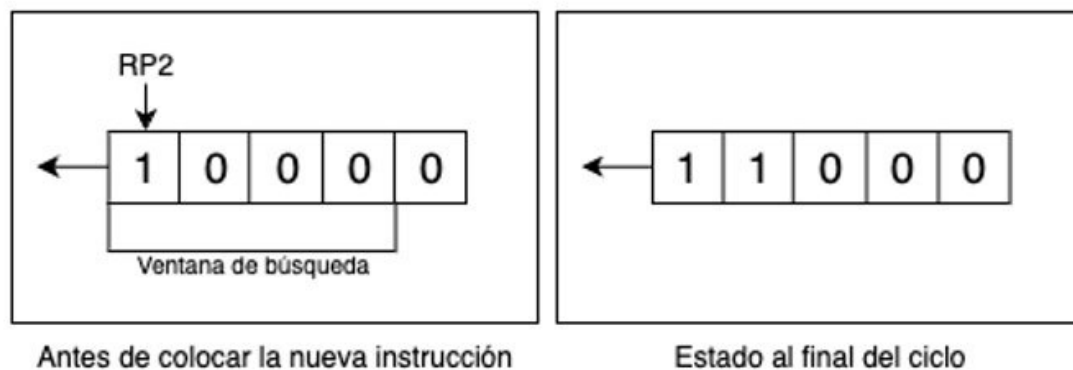 RP2
1 0 0 0 0
1 1 0 0 0
Ventana de búsqueda
Antes de colocar la nueva instrucción
Estado al final del ciclo